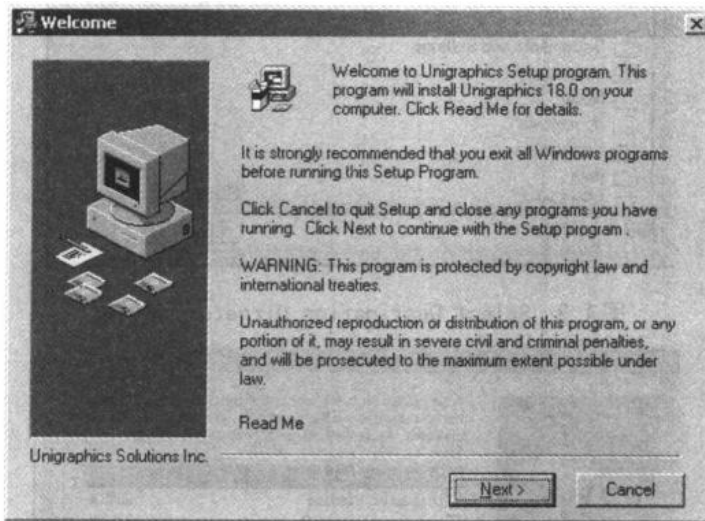 Welcome
Welcome to Unigraphics Setup program. This
program will install Unigraphics 18.0 on your
computer. Click Read Me for details.
It is strongly recommended that you exit all Windows programs
before running this Setup Program.
Click Cancel to quit Setup and close any programs you have
running. Click Next to continue with the Setup program .
WARNING: This program is protected by copyright law and
international treaties.
Unauthorized reproduction or distribution of this program, or any
portion of it, may result in severe civil and criminal penalties,
and will be prosecuted to the maximum extent possible under
law.
Read Me
Unigraphics Solutions Inc.
Next >
Cancel